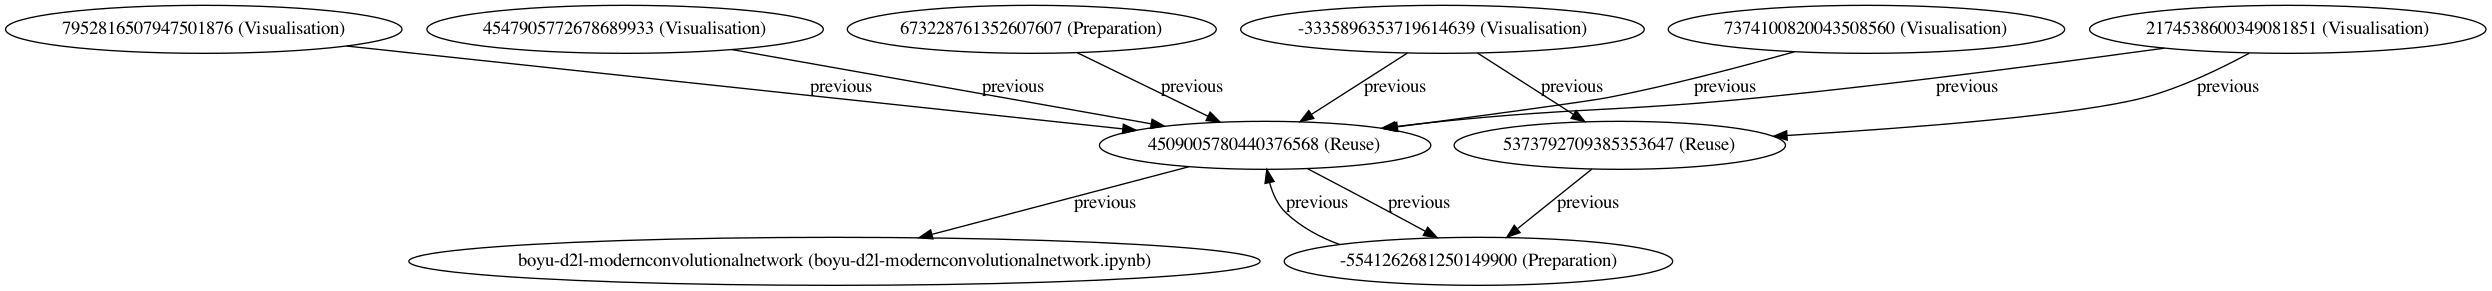 7952816507947501876 (Visualisation)
4547905772678689933 (Visualisation)
673228761352607607 (Preparation)
-3335896353719614639 (Visualisation)
7374100820043508560 (Visualisation)
2174538600349081851 (Visualisation)
previous
previous
previous
previous
previous
previous
previous
previous
4509005780440376568 (Reuse)
5373792709385353647 (Reuse)
previous
previous
previous
previous
boyu-d2l-modernconvolutionalnetwork (boyu-d2l-modernconvolutionalnetwork.ipynb)
-5541262681250149900 (Preparation)